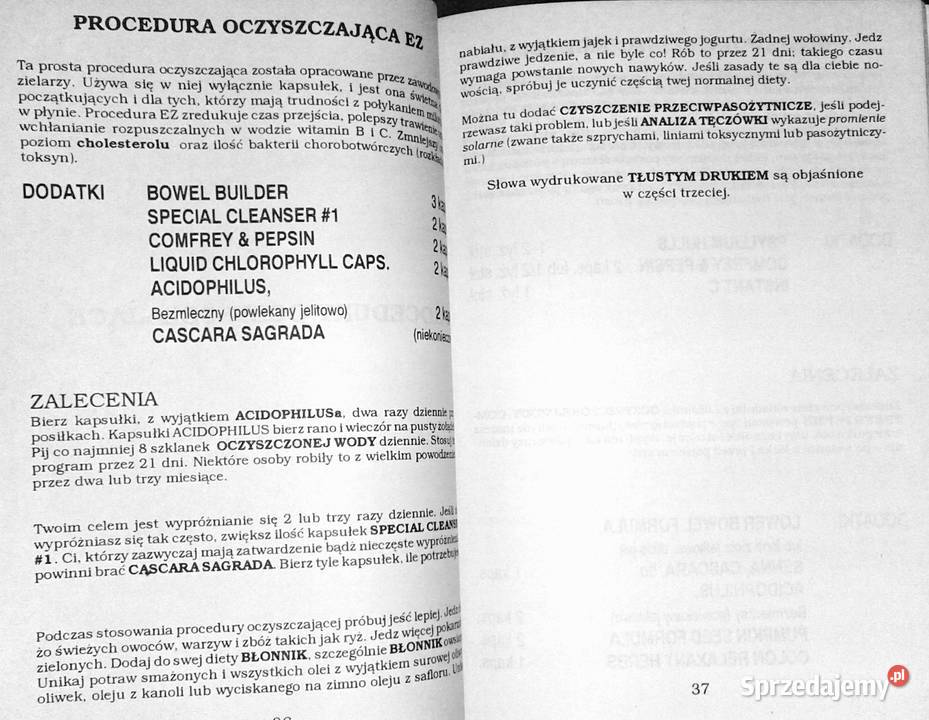 PROCEDURA OCZYSZCZAJĄCA EZ
Ta prosta procedura oczyszczająca została opracowane przez
zielarzy. Używa się w niej wyłącznie kapsułek, i jest ona
początkujących i dla tych, którzy mają trudności z połykaniem
w płynie. Procedura EZ zredukuje czas przejścia, polepszy trawienie
wchłanianie rozpuszczalnych w wodzie witamin B i C. Zmniejszy
poziom cholesterolu oraz ilość bakterii chorobotwórczych
toksyn).
DODATKI BOWEL BUILDER 3
SPECIAL CLEANSER #1 2
COMFREY & PEPSIN 2
LIQUID CHLOROPHYLL CAPS. 2
ACIDOPHILUS,
Bezmleczny (powlekany jelitowo) 2
CASCARA SAGRADA
ZALECENIA
Bierz kapsułki, z wyjątkiem ACIDOPHILUSa, dwa razy dziennie
posiłkach. Kapsułki ACIDOPHILUS bierz rano i wieczór na pusty
Pij co najmniej 8 szklanek OCZYSZCZONEJ WODY dziennie.
program przez 21 dni. Niektóre osoby robiły to z wielkim
przez dwa lub trzy miesiące.
Twoim celem jest wypróżnianie się 2 lub trzy razy dziennie. Jeśli
wypróżniasz się tak często, zwiększ ilość kapsułek SPECIAL
#1. Ci, którzy zazwyczaj mają zatwardzenie bądź nieczęste
powinni brać CĄSCARA SAGRADA. Bierz tyle kapsułek, ile
Podczas stosowania procedury oczyszczającej próbuj jeść lepiej.
żo świeżych owoców, warzyw i zbóż takich jak ryż. Jedz więcej
zielonych. Dodaj do swej diety BŁONNIK, szczególnie BŁONNIK
Unikaj potraw smażonych i wszystkich olei z wyjątkiem surowej
oliwek, oleju z kanoli lub wyciskanego na zimno oleju z safloru.
nabiału, z wyjątkiem jajek i prawdziwego jogurtu. Żadnej wołowiny. Jedz
prawdziwe jedzenie, a nie byle co! Rób to przez 21 dni; takiego czasu
wymaga powstanie nowych nawyków. Jeśli zasady te są dla ciebie no-
wością, spróbuj je uczynić częścią twej normalnej diety.
Można tu dodać CZYSZCZENIE PRZECIWPASOŻYTNICZE, jeśli podej-
rzewasz taki problem, lub jeśli ANALIZA TĘCZÓWKI wykazuje promienie
solarne (zwane także szprychami, liniami toksycznymi lub pasożytniczy-
mi.)
Słowa wydrukowane TŁUSTYM DRUKIEM są objaśnione
w części trzeciej.
37
Sprzedajemy.pl